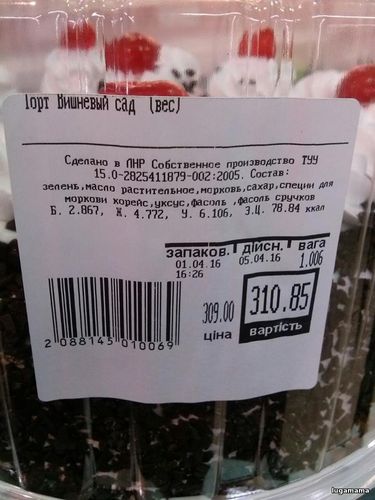 Торт Вишневый сад (вес)
Сделано в ЛНР Собственное производство ТУУ
15.0-2825411879-002:2005. Состав:
зелень,масло растительное,морковь,сахар,специи для
моркови корейс,уксус,фасоль ,фасоль сручков
Б. 2.867, Ж. 4.772, У. 6.106, Э.Ц. 78.84 ккал
запаков. дійсн. вага
01.04.16 05.04.16 1.006
16:26
309.00 310.85
ціна вартість
2 088145 010069
lugamama